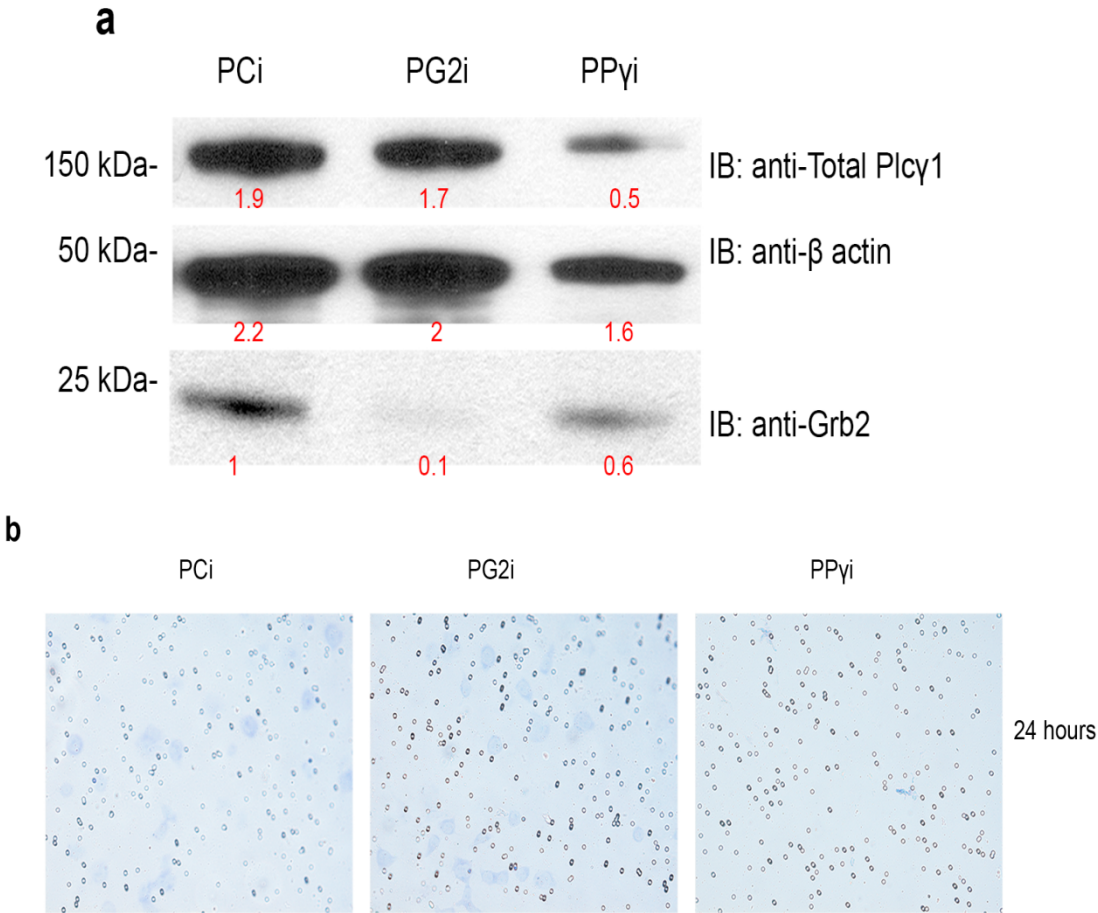 a
PCi PG2i PPγi
150 kDa- IB: anti-Total Plcγ1
1.9 1.7 0.5
50 kDa- IB: anti-β actin
2.2 2 1.6
25 kDa-
IB: anti-Grb2
1 0.1 0.6
b
PCi PG2i PPγi
24 hours